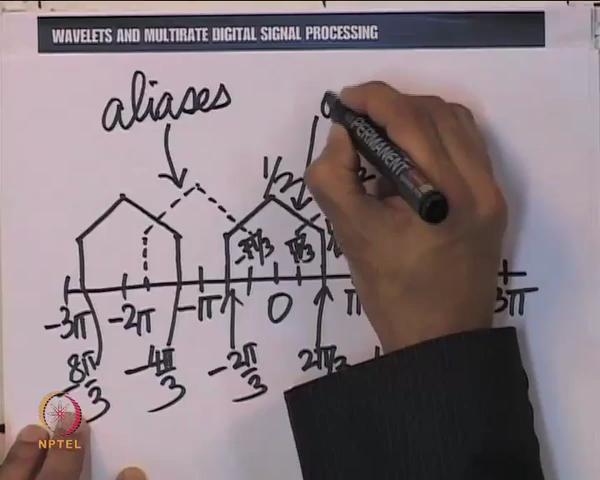 WAVELETS AND MULTIRATE DIGITAL SIGNAL PROCESSING
aliases
1/2
-π/3 π/3
-3π -2π -π 0 π 3π
-8π/3 -4π/3 -2π/3 2π/3
PERMANENT
NPTEL